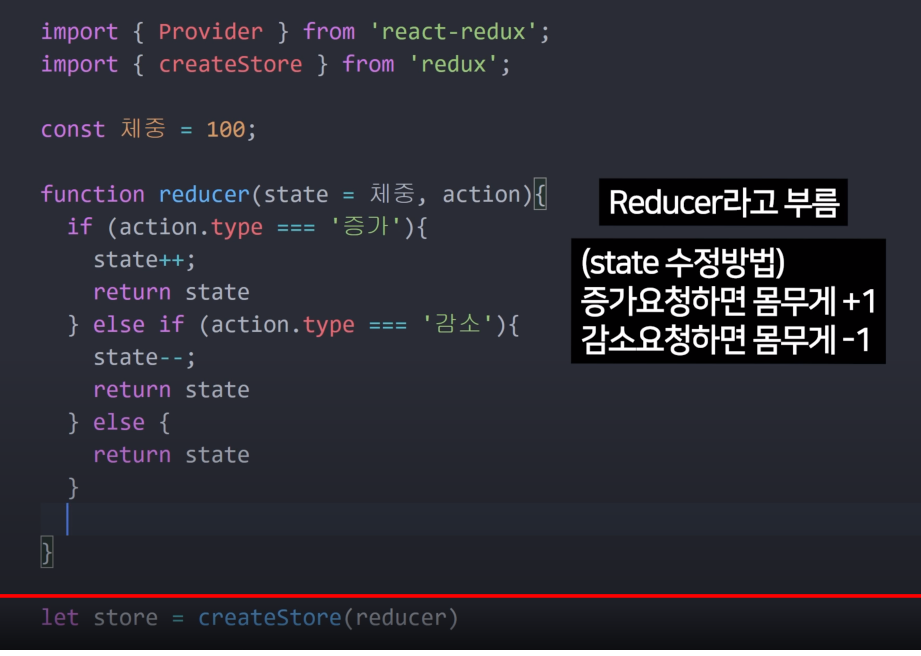 import { Provider } from 'react-redux';
import { createStore } from 'redux';
const 체중 = 100;
function reducer(state = 체중, action){
if (action.type === '증가'){
state++;
return state
} else if (action.type === '감소'){
state--;
return state
} else {
return state
}
}
let store = createStore(reducer)
Reducer라고 부름
(state 수정방법)
증가요청하면 몸무게 +1
감소요청하면 몸무게 -1